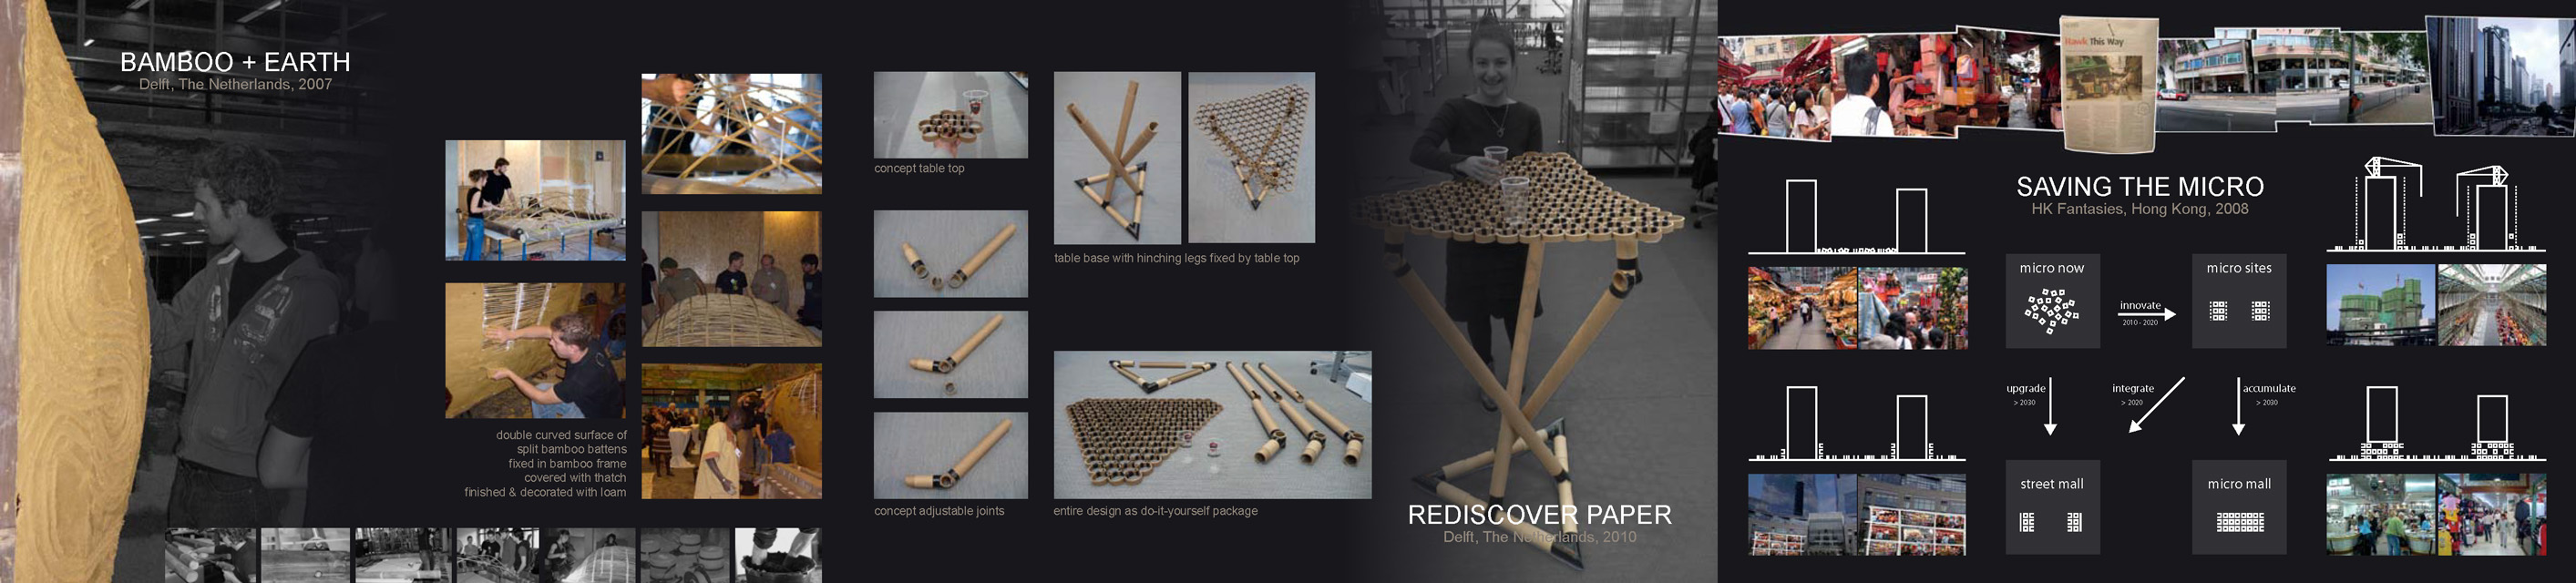 BAMBOO + EARTH
Delft, The Netherlands, 2007
double curved surface of
split bamboo battens
fixed in bamboo frame
covered with thatch
finished & decorated with loam
concept table top
concept adjustable joints
table base with hinching legs fixed by table top
entire design as do-it-yourself package
REDISCOVER PAPER
Delft, The Netherlands, 2010
Hawk This Way
SAVING THE MICRO
HK Fantasies, Hong Kong, 2008
micro now
innovate
2010 - 2020
micro sites
upgrade
> 2030
integrate
> 2020
accumulate
> 2030
street mall
micro mall